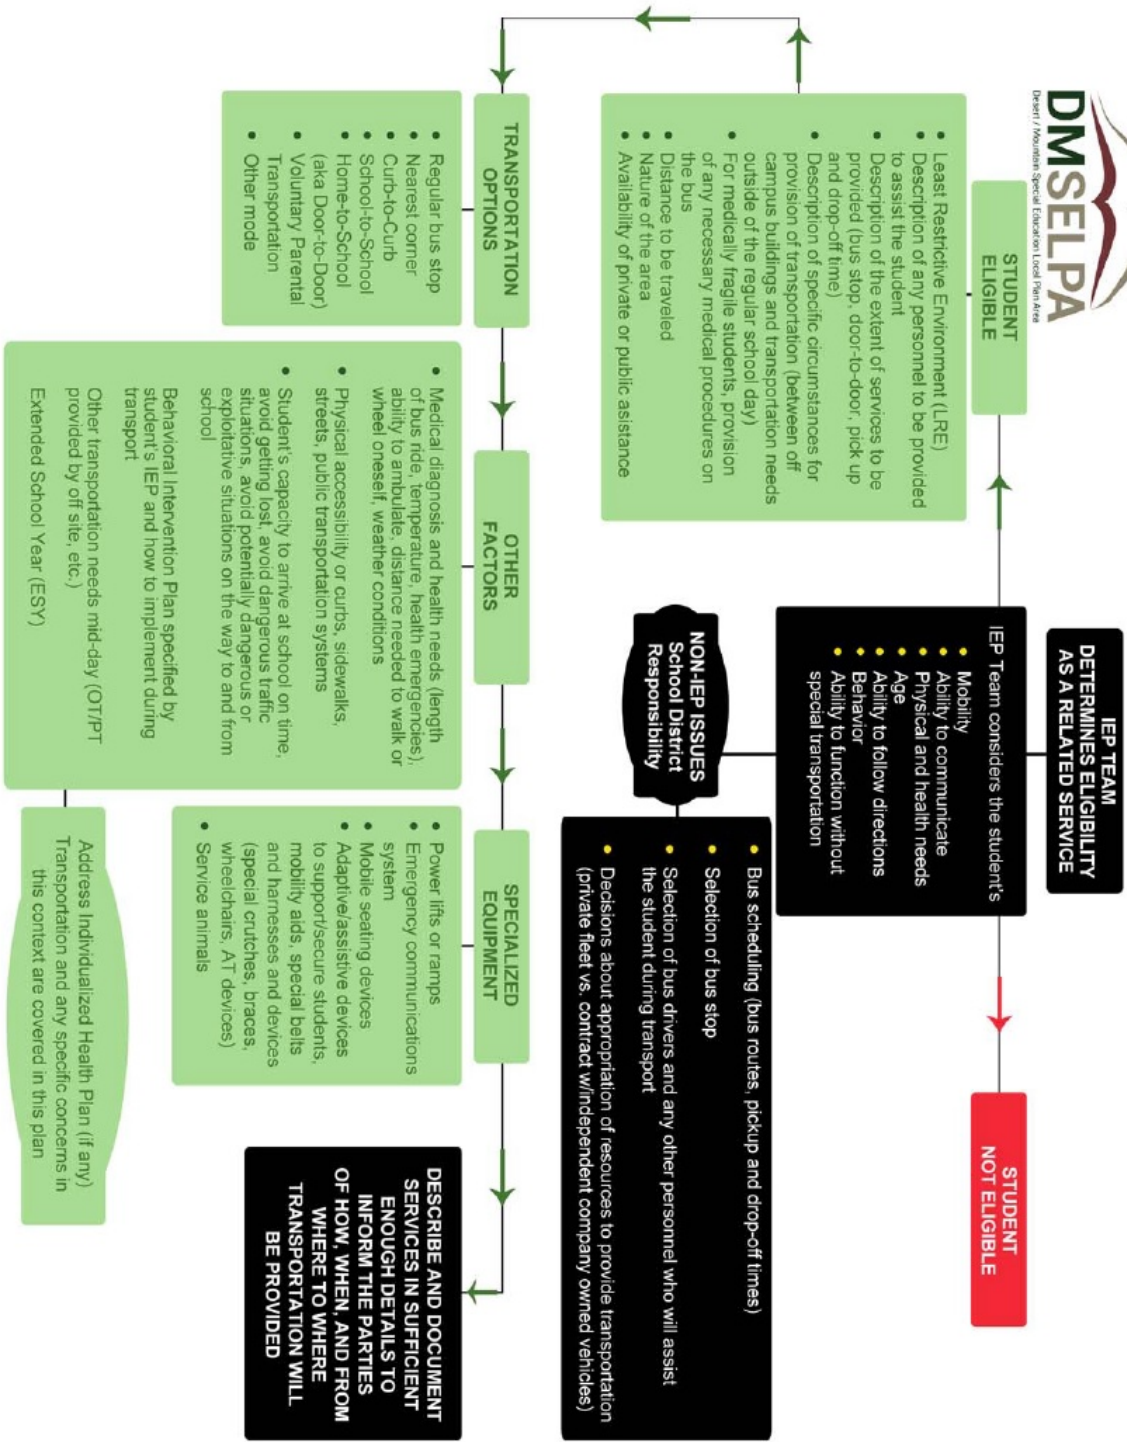 DMSELPA
Desert / Mountain Special Education Local Plan Area
IEP TEAM
DETERMINES ELIGIBILITY
AS A RELATED SERVICE
IEP Team considers the student's
• Mobility
• Ability to communicate
• Physical and health needs
• Age
• Ability to follow directions
• Behavior
• Ability to function without
special transportation
STUDENT
NOT ELIGIBLE
STUDENT
ELIGIBLE
• Least Restrictive Environment (LRE)
• Description of any personnel to be provided
to assist the student
• Description of the extent of services to be
provided (bus stop, door-to-door, pick up
and drop-off time)
• Description of specific circumstances for
provision of transportation (between off
campus buildings and transportation needs
outside of the regular school day)
• For medically fragile students, provision
of any necessary medical procedures on
the bus
• Distance to be traveled
• Nature of the area
• Availability of private or public asistance
NON-IEP ISSUES
School District
Responsibility
• Bus scheduling (bus routes, pickup and drop-off times)
• Selection of bus stop
• Selection of bus drivers and any other personnel who will assist
the student during transport
• Decisions about appropriation of resources to provide transportation
(private fleet vs. contract w/independent company owned vehicles)
TRANSPORTATION
OPTIONS
• Regular bus stop
• Nearest corner
• Curb-to-Curb
• School-to-School
• Home-to-School
(aka Door-to-Door)
• Voluntary Parental
Transportation
• Other mode
OTHER
FACTORS
• Medical diagnosis and health needs (length
of bus ride, temperature, health emergencies),
ability to ambulate, distance needed to walk or
wheel oneself, weather conditions
• Physical accessibility or curbs, sidewalks,
streets, public transportation systems
• Student's capacity to arrive at school on time,
avoid getting lost, avoid dangerous traffic
situations, avoid potentially dangerous or
exploitative situations on the way to and from
school
Behavioral Intervention Plan specified by
student's IEP and how to implement during
transport
Other transportation needs mid-day (OT/PT
provided by off site, etc.)
Extended School Year (ESY)
SPECIALIZED
EQUIPMENT
• Power lifts or ramps
• Emergency communications
system
• Mobile seating devices
• Adaptive/assistive devices
to support/secure students,
mobility aids, special belts
and harnesses and devices
(special crutches, braces,
wheelchairs, AT devices)
• Service animals
DESCRIBE AND DOCUMENT
SERVICES IN SUFFICIENT
ENOUGH DETAILS TO
INFORM THE PARTIES
OF HOW, WHEN, AND FROM
WHERE TO WHERE
TRANSPORTATION WILL
BE PROVIDED
Address Individualized Health Plan (if any)
Transportation and any specific concerns in
this context are covered in this plan